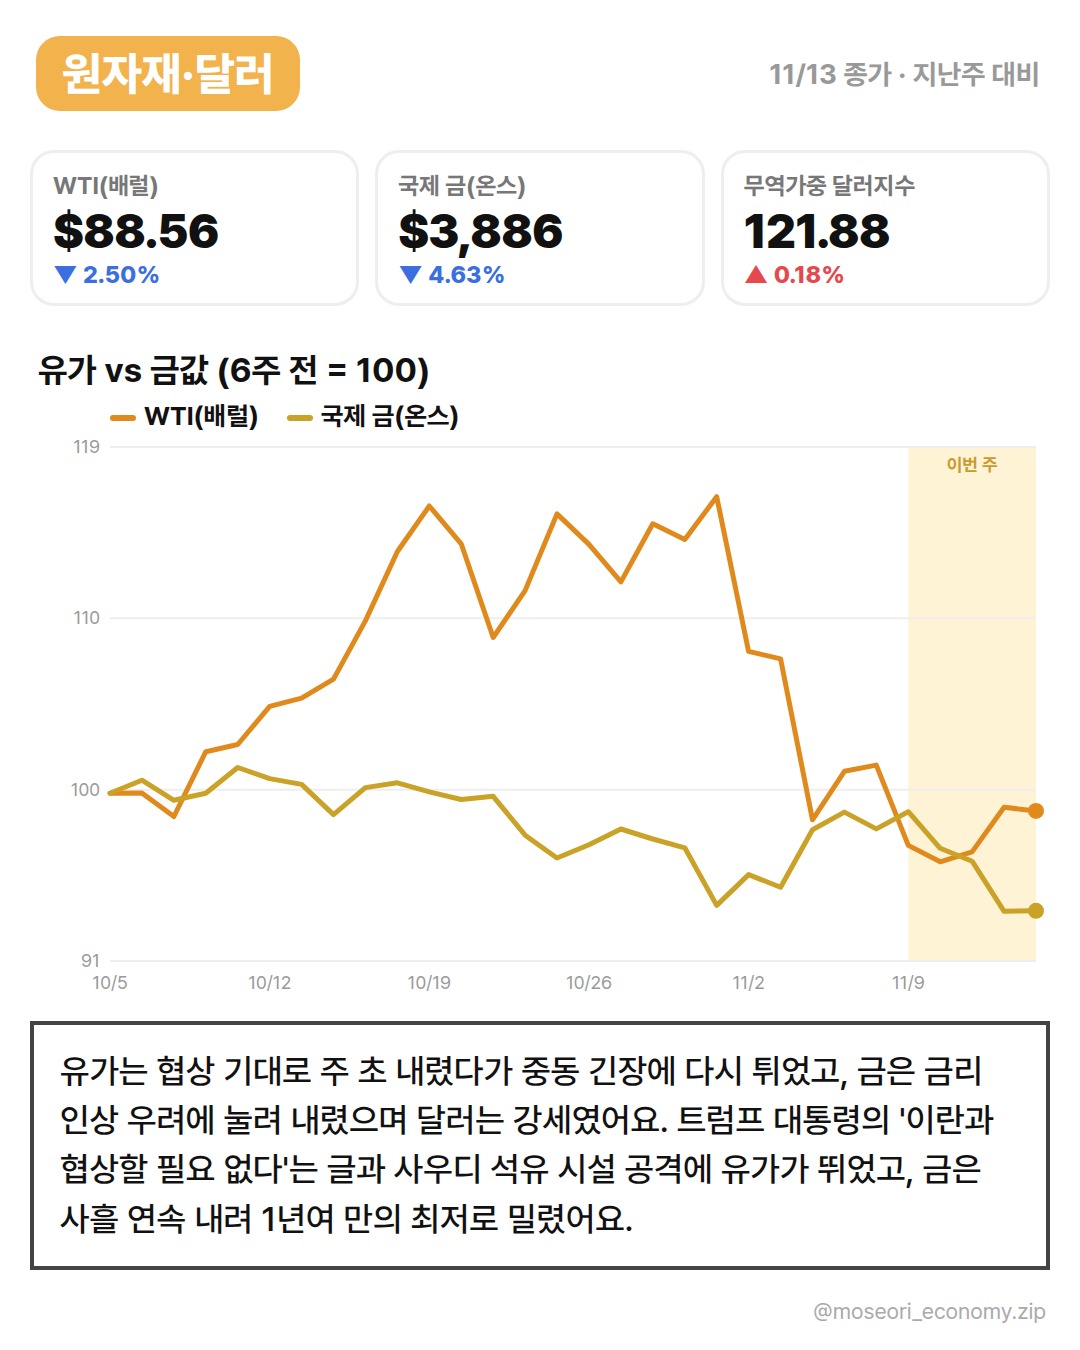 원자재·달러
11/13 종가 · 지난주 대비
WTI(배럴)
$88.56
▼ 2.50%
국제 금(온스)
$3,886
▼ 4.63%
무역가중 달러지수
121.88
▲ 0.18%
유가 vs 금값 (6주 전 = 100)
WTI(배럴)
국제 금(온스)
119
110
100
91
이번 주
10/5
10/12
10/19
10/26
11/2
11/9
유가는 협상 기대로 주 초 내렸다가 중동 긴장에 다시 튀었고, 금은 금리
인상 우려에 눌려 내렸으며 달러는 강세였어요. 트럼프 대통령의 '이란과
협상할 필요 없다'는 글과 사우디 석유 시설 공격에 유가가 뛰었고, 금은
사흘 연속 내려 1년여 만의 최저로 밀렸어요.
@moseori_economy.zip